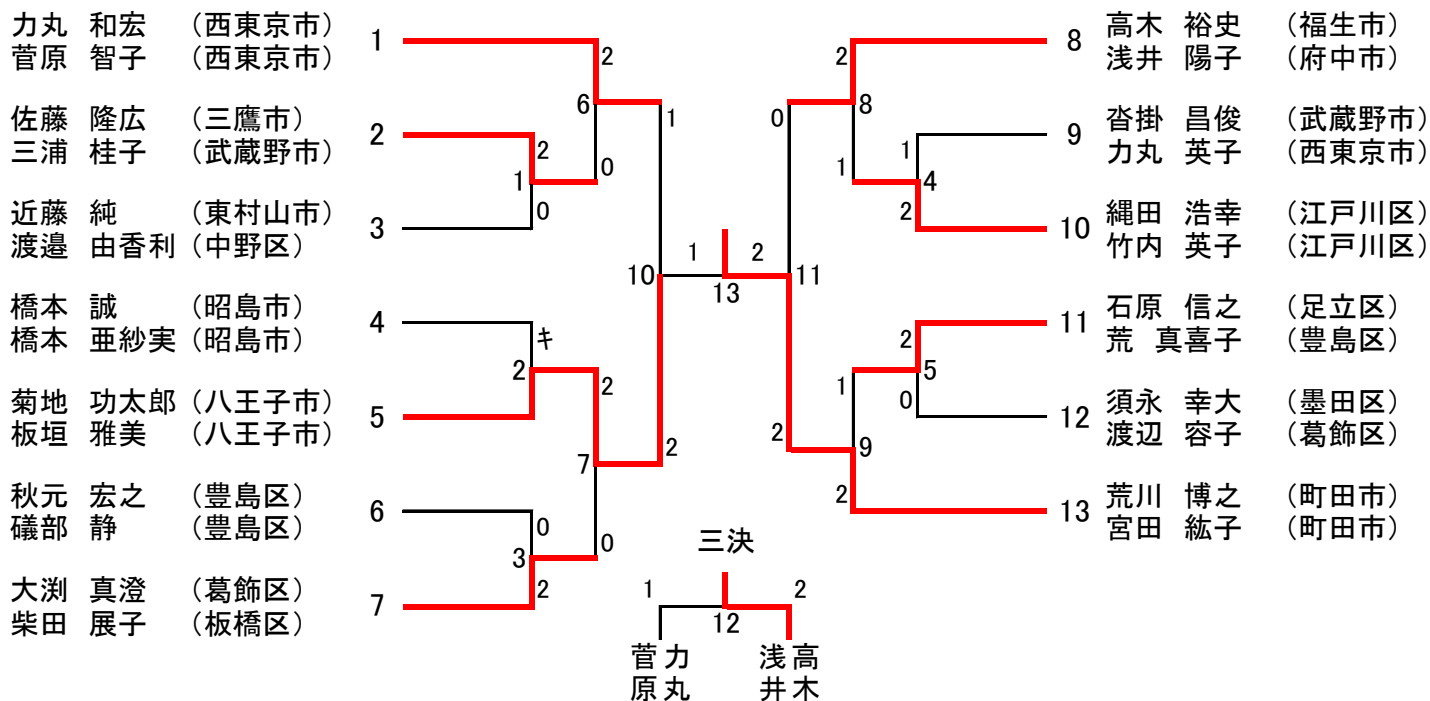 力丸 和宏 (西東京市)
菅原 智子 (西東京市)
1
佐藤 隆広 (三鷹市)
三浦 桂子 (武蔵野市)
2
近藤 純 (東村山市)
渡邉 由香利 (中野区)
3
橋本 誠 (昭島市)
橋本 亜紗実 (昭島市)
4
菊地 功太郎 (八王子市)
板垣 雅美 (八王子市)
5
秋元 宏之 (豊島区)
礒部 静 (豊島区)
6
大渕 真澄 (葛飾区)
柴田 展子 (板橋区)
7
2
6
0
2
1
0
1
10
2
キ
2
2
7
0
0
3
2
1
2
13
0
11
2
2
8
1
1
4
2
2
5
0
1
9
2
8
高木 裕史 (福生市)
浅井 陽子 (府中市)
9
沓掛 昌俊 (武蔵野市)
力丸 英子 (西東京市)
10
縄田 浩幸 (江戸川区)
竹内 英子 (江戸川区)
11
石原 信之 (足立区)
荒 真喜子 (豊島区)
12
須永 幸大 (墨田区)
渡辺 容子 (葛飾区)
13
荒川 博之 (町田市)
宮田 紘子 (町田市)
三決
1
2
12
力丸
菅原
高木
浅井